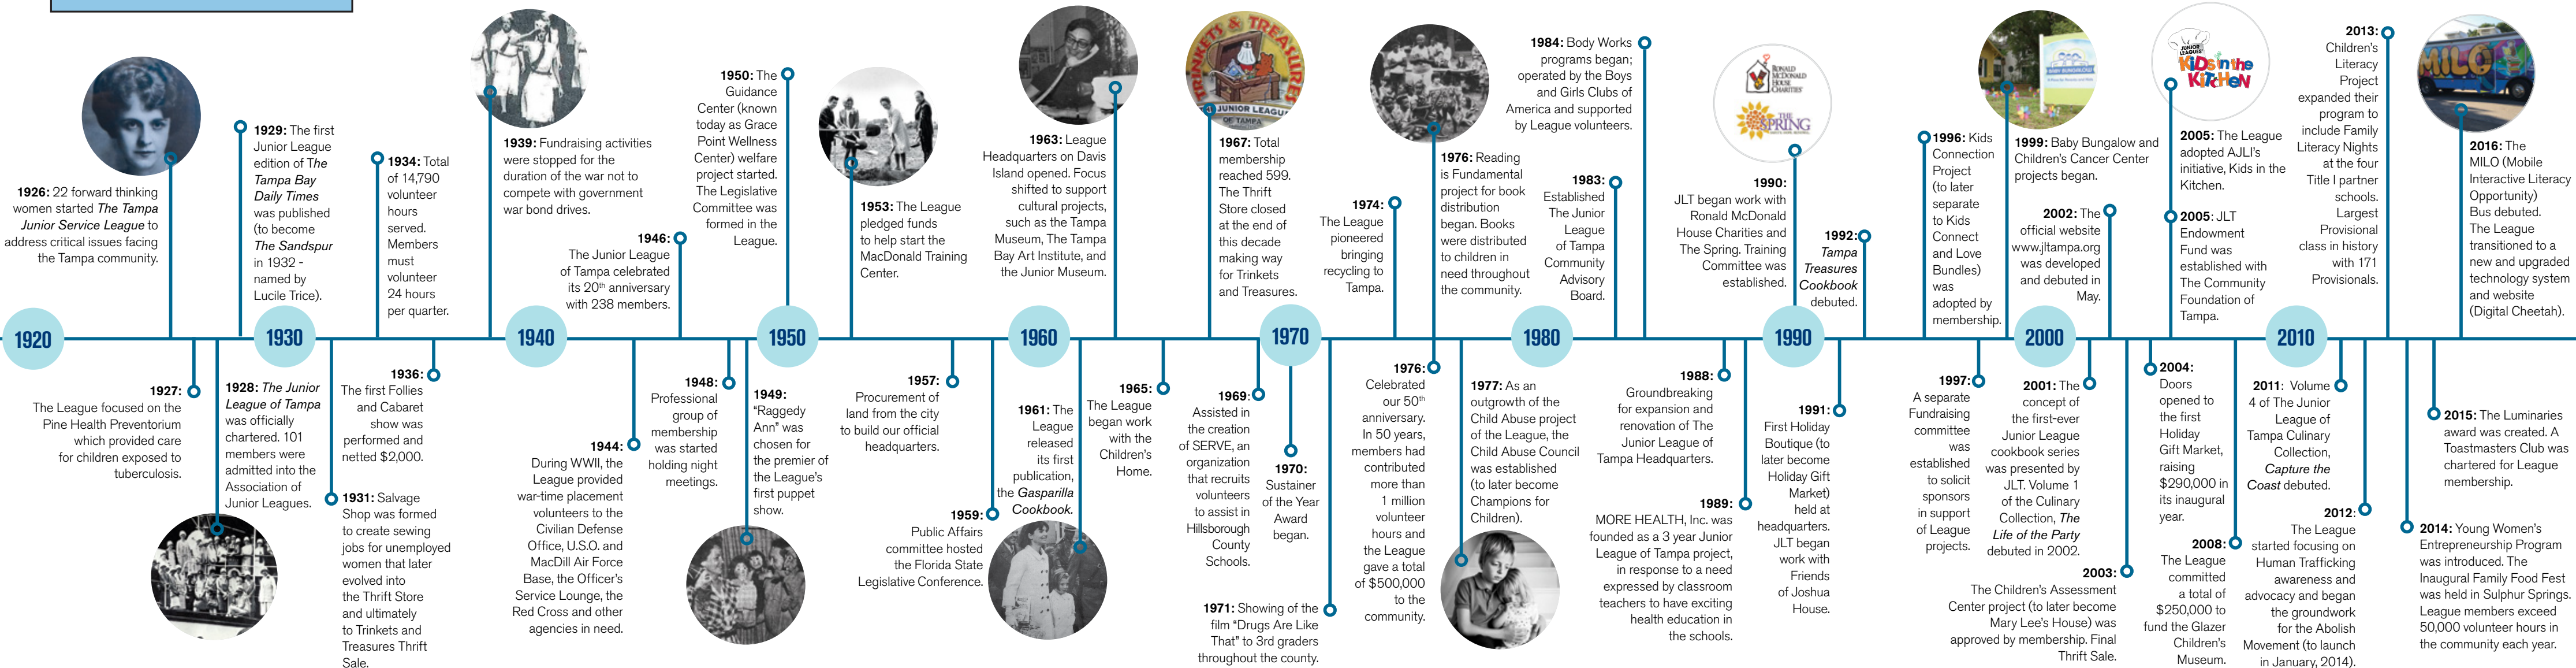 1926: 22 forward thinking
women started The Tampa
Junior Service League to
address critical issues facing
the Tampa community.
1927:
The League focused on the
Pine Health Preventorium
which provided care
for children exposed to
tuberculosis.
1928: The Junior
League of Tampa
was officially
chartered. 101
members were
admitted into the
Association of
Junior Leagues.
1929: The first
Junior League
edition of The
Tampa Bay
Daily Times
was published
(to become
The Sandspur
in 1932 -
named by
Lucile Trice).
1931: Salvage
Shop was formed
to create sewing
jobs for unemployed
women that later
evolved into
the Thrift Store
and ultimately
to Trinkets and
Treasures Thrift
Sale.
1934: Total
of 14,790
volunteer
hours
served.
Members
must
volunteer
24 hours
per quarter.
1936:
The first Follies
and Cabaret
show was
performed and
netted $2,000.
1939: Fundraising activities
were stopped for the
duration of the war not to
compete with government
war bond drives.
1944:
During WWII, the
League provided
war-time placement
volunteers to the
Civilian Defense
Office, U.S.O. and
MacDill Air Force
Base, the Officer's
Service Lounge, the
Red Cross and other
agencies in need.
1946:
The Junior League
of Tampa celebrated
its 20th anniversary
with 238 members.
1948:
Professional
group of
membership
was started
holding night
meetings.
1949:
"Raggedy
Ann" was
chosen for
the premier of
the League's
first puppet
show.
1950: The
Guidance
Center (known
today as Grace
Point Wellness
Center) welfare
project started.
The Legislative
Committee was
formed in the
League.
1953: The League
pledged funds
to help start the
MacDonald Training
Center.
1957:
Procurement of
land from the city
to build our official
headquarters.
1959:
Public Affairs
committee hosted
the Florida State
Legislative Conference.
1961: The
League
released
its first
publication,
the Gasparilla
Cookbook.
1963: League
Headquarters on Davis
Island opened. Focus
shifted to support
cultural projects,
such as the Tampa
Museum, The Tampa
Bay Art Institute, and
the Junior Museum.
1965:
The League
began work
with the
Children's
Home.
TRINKETS & TREASURES
THE JUNIOR LEAGUE
OF TAMPA
1967: Total
membership
reached 599.
The Thrift
Store closed
at the end of
this decade
making way
for Trinkets
and Treasures.
1969:
Assisted in
the creation
of SERVE, an
organization
that recruits
volunteers
to assist in
Hillsborough
County
Schools.
1970:
Sustainer
of the Year
Award
began.
1971: Showing of the
film "Drugs Are Like
That" to 3rd graders
throughout the county.
1974:
The League
pioneered
bringing
recycling to
Tampa.
1976: Reading
is Fundamental
project for book
distribution
began. Books
were distributed
to children in
need throughout
the community.
1976:
Celebrated
our 50th
anniversary.
In 50 years,
members had
contributed
more than
1 million
volunteer
hours and
the League
gave a total
of $500,000
to the
community.
1977: As an
outgrowth of the
Child Abuse project
of the League, the
Child Abuse Council
was established
(to later become
Champions for
Children).
1983:
Established
The Junior
League
of Tampa
Community
Advisory
Board.
1984: Body Works
programs began;
operated by the Boys
and Girls Clubs of
America and supported
by League volunteers.
1988:
Groundbreaking
for expansion and
renovation of The
Junior League of
Tampa Headquarters.
1989:
MORE HEALTH, Inc. was
founded as a 3 year Junior
League of Tampa project,
in response to a need
expressed by classroom
teachers to have exciting
health education in
the schools.
RONALD
McDONALD
HOUSE
CHARITIES
THE
SPRING
1990:
JLT began work with
Ronald McDonald
House Charities and
The Spring. Training
Committee was
established.
1991:
First Holiday
Boutique (to
later become
Holiday Gift
Market)
held at
headquarters.
JLT began
work with
Friends
of Joshua
House.
1992:
Tampa
Treasures
Cookbook
debuted.
1996: Kids
Connection
Project
(to later
separate
to Kids
Connect
and Love
Bundles)
was
adopted by
membership.
1997:
A separate
Fundraising
committee
was
established
to solicit
sponsors
in support
of League
projects.
BABY BUNGALOW
1999: Baby Bungalow and
Children's Cancer Center
projects began.
2001: The
concept of
the first-ever
Junior League
cookbook series
was presented by
JLT. Volume 1
of the Culinary
Collection, The
Life of the Party
debuted in 2002.
2002: The
official website
www.jltampa.org
was developed
and debuted in
May.
2003:
The Children's Assessment
Center project (to later become
Mary Lee's House) was
approved by membership. Final
Thrift Sale.
2004:
Doors
opened to
the first
Holiday
Gift Market,
raising
$290,000 in
its inaugural
year.
JUNIOR
LEAGUES'
KiDS in the
KiTCHeN
2005: The League
adopted AJLI's
initiative, Kids in the
Kitchen.
2005: JLT
Endowment
Fund was
established with
The Community
Foundation of
Tampa.
2008:
The League
committed
a total of
$250,000 to
fund the Glazer
Children's
Museum.
2011: Volume
4 of The Junior
League of
Tampa Culinary
Collection,
Capture the
Coast debuted.
2012:
The League
started focusing on
Human Trafficking
awareness and
advocacy and began
the groundwork
for the Abolish
Movement (to launch
in January, 2014).
2013:
Children's
Literacy
Project
expanded their
program to
include Family
Literacy Nights
at the four
Title I partner
schools.
Largest
Provisional
class in history
with 171
Provisionals.
2014: Young Women's
Entrepreneurship Program
was introduced. The
Inaugural Family Food Fest
was held in Sulphur Springs.
League members exceed
50,000 volunteer hours in
the community each year.
2015: The Luminaries
award was created. A
Toastmasters Club was
chartered for League
membership.
MILO
2016: The
MILO (Mobile
Interactive Literacy
Opportunity)
Bus debuted.
The League
transitioned to a
new and upgraded
technology system
and website
(Digital Cheetah).
1920
1930
1940
1950
1960
1970
1980
1990
2000
2010